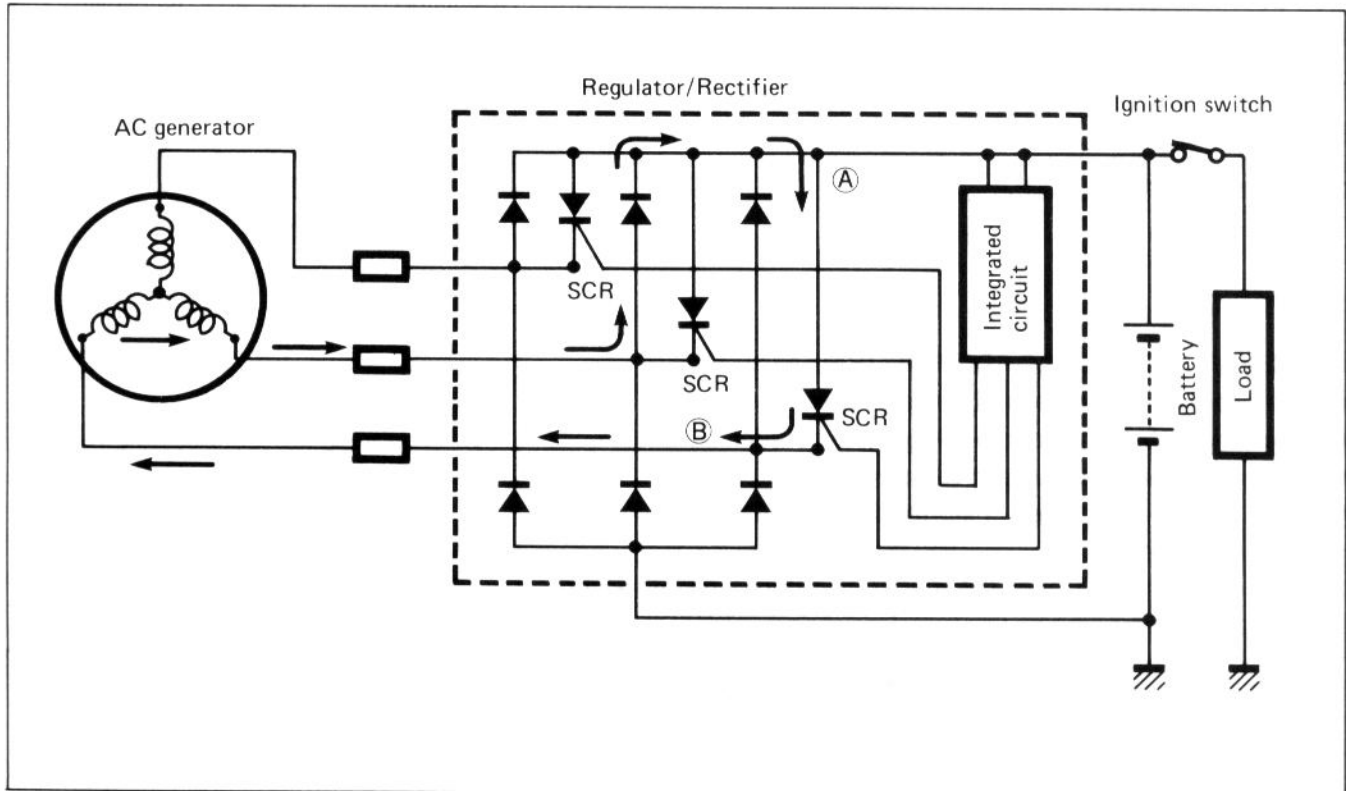 Regulator/Rectifier
Ignition switch
AC generator
Ⓐ
Integrated
circuit
SCR
SCR
SCR
Ⓑ
Battery
Load